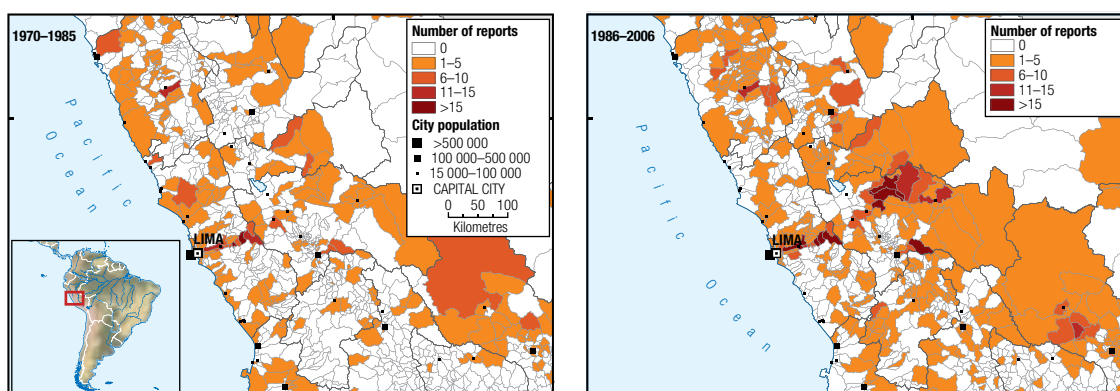 1970–1985
Number of reports
0
1–5
6–10
11–15
>15
City population
>500 000
100 000–500 000
15 000–100 000
CAPITAL CITY
0 50 100
Kilometres
Pacific
Ocean
LIMA
1986–2006
Number of reports
0
1–5
6–10
11–15
>15
Pacific
Ocean
LIMA